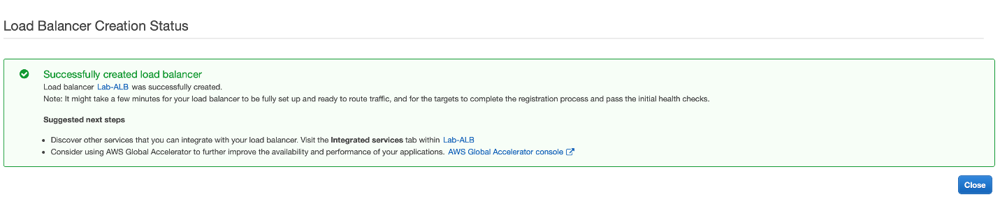 Load Balancer Creation Status
Successfully created load balancer
Load balancer Lab-ALB was successfully created.
Note: It might take a few minutes for your load balancer to be fully set up and ready to route traffic, and for the targets to complete the registration process and pass the initial health checks.
Suggested next steps
• Discover other services that you can integrate with your load balancer. Visit the Integrated services tab within Lab-ALB
• Consider using AWS Global Accelerator to further improve the availability and performance of your applications. AWS Global Accelerator console
Close